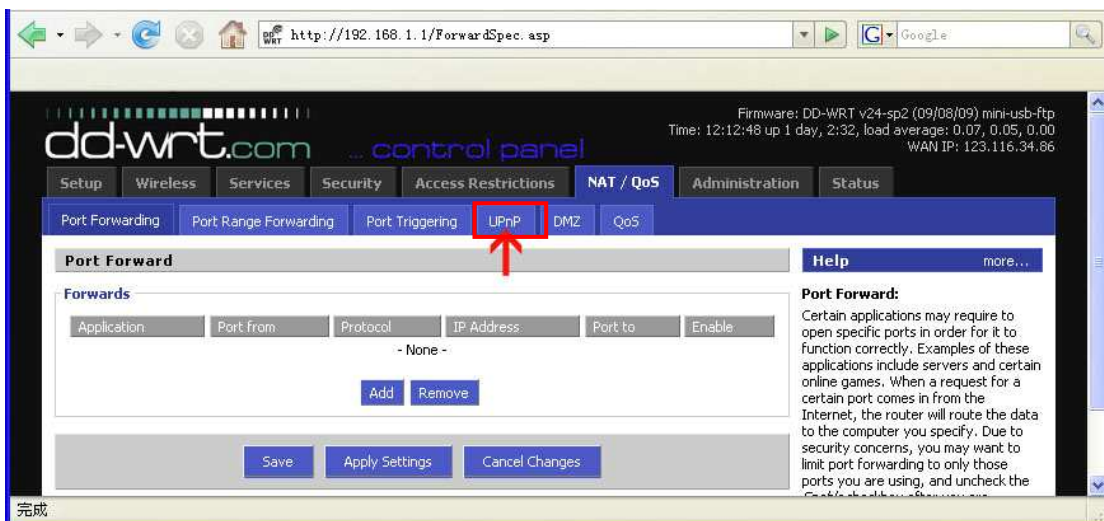 http://192.168.1.1/ForwardSpec.asp
Google
dd-wrt.com ... control panel
Firmware: DD-WRT v24-sp2 (09/08/09) mini-usb-ftp
Time: 12:12:48 up 1 day, 2:32, load average: 0.07, 0.05, 0.00
WAN IP: 123.116.34.86
Setup Wireless Services Security Access Restrictions NAT / QoS Administration Status
Port Forwarding Port Range Forwarding Port Triggering UPnP DMZ QoS
Port Forward
Forwards
Application Port from Protocol IP Address Port to Enable
- None -
Add Remove
Save Apply Settings Cancel Changes
Help more...
Port Forward:
Certain applications may require to
open specific ports in order for it to
function correctly. Examples of these
applications include servers and certain
online games. When a request for a
certain port comes in from the
Internet, the router will route the data
to the computer you specify. Due to
security concerns, you may want to
limit port forwarding to only those
ports you are using, and uncheck the
完成